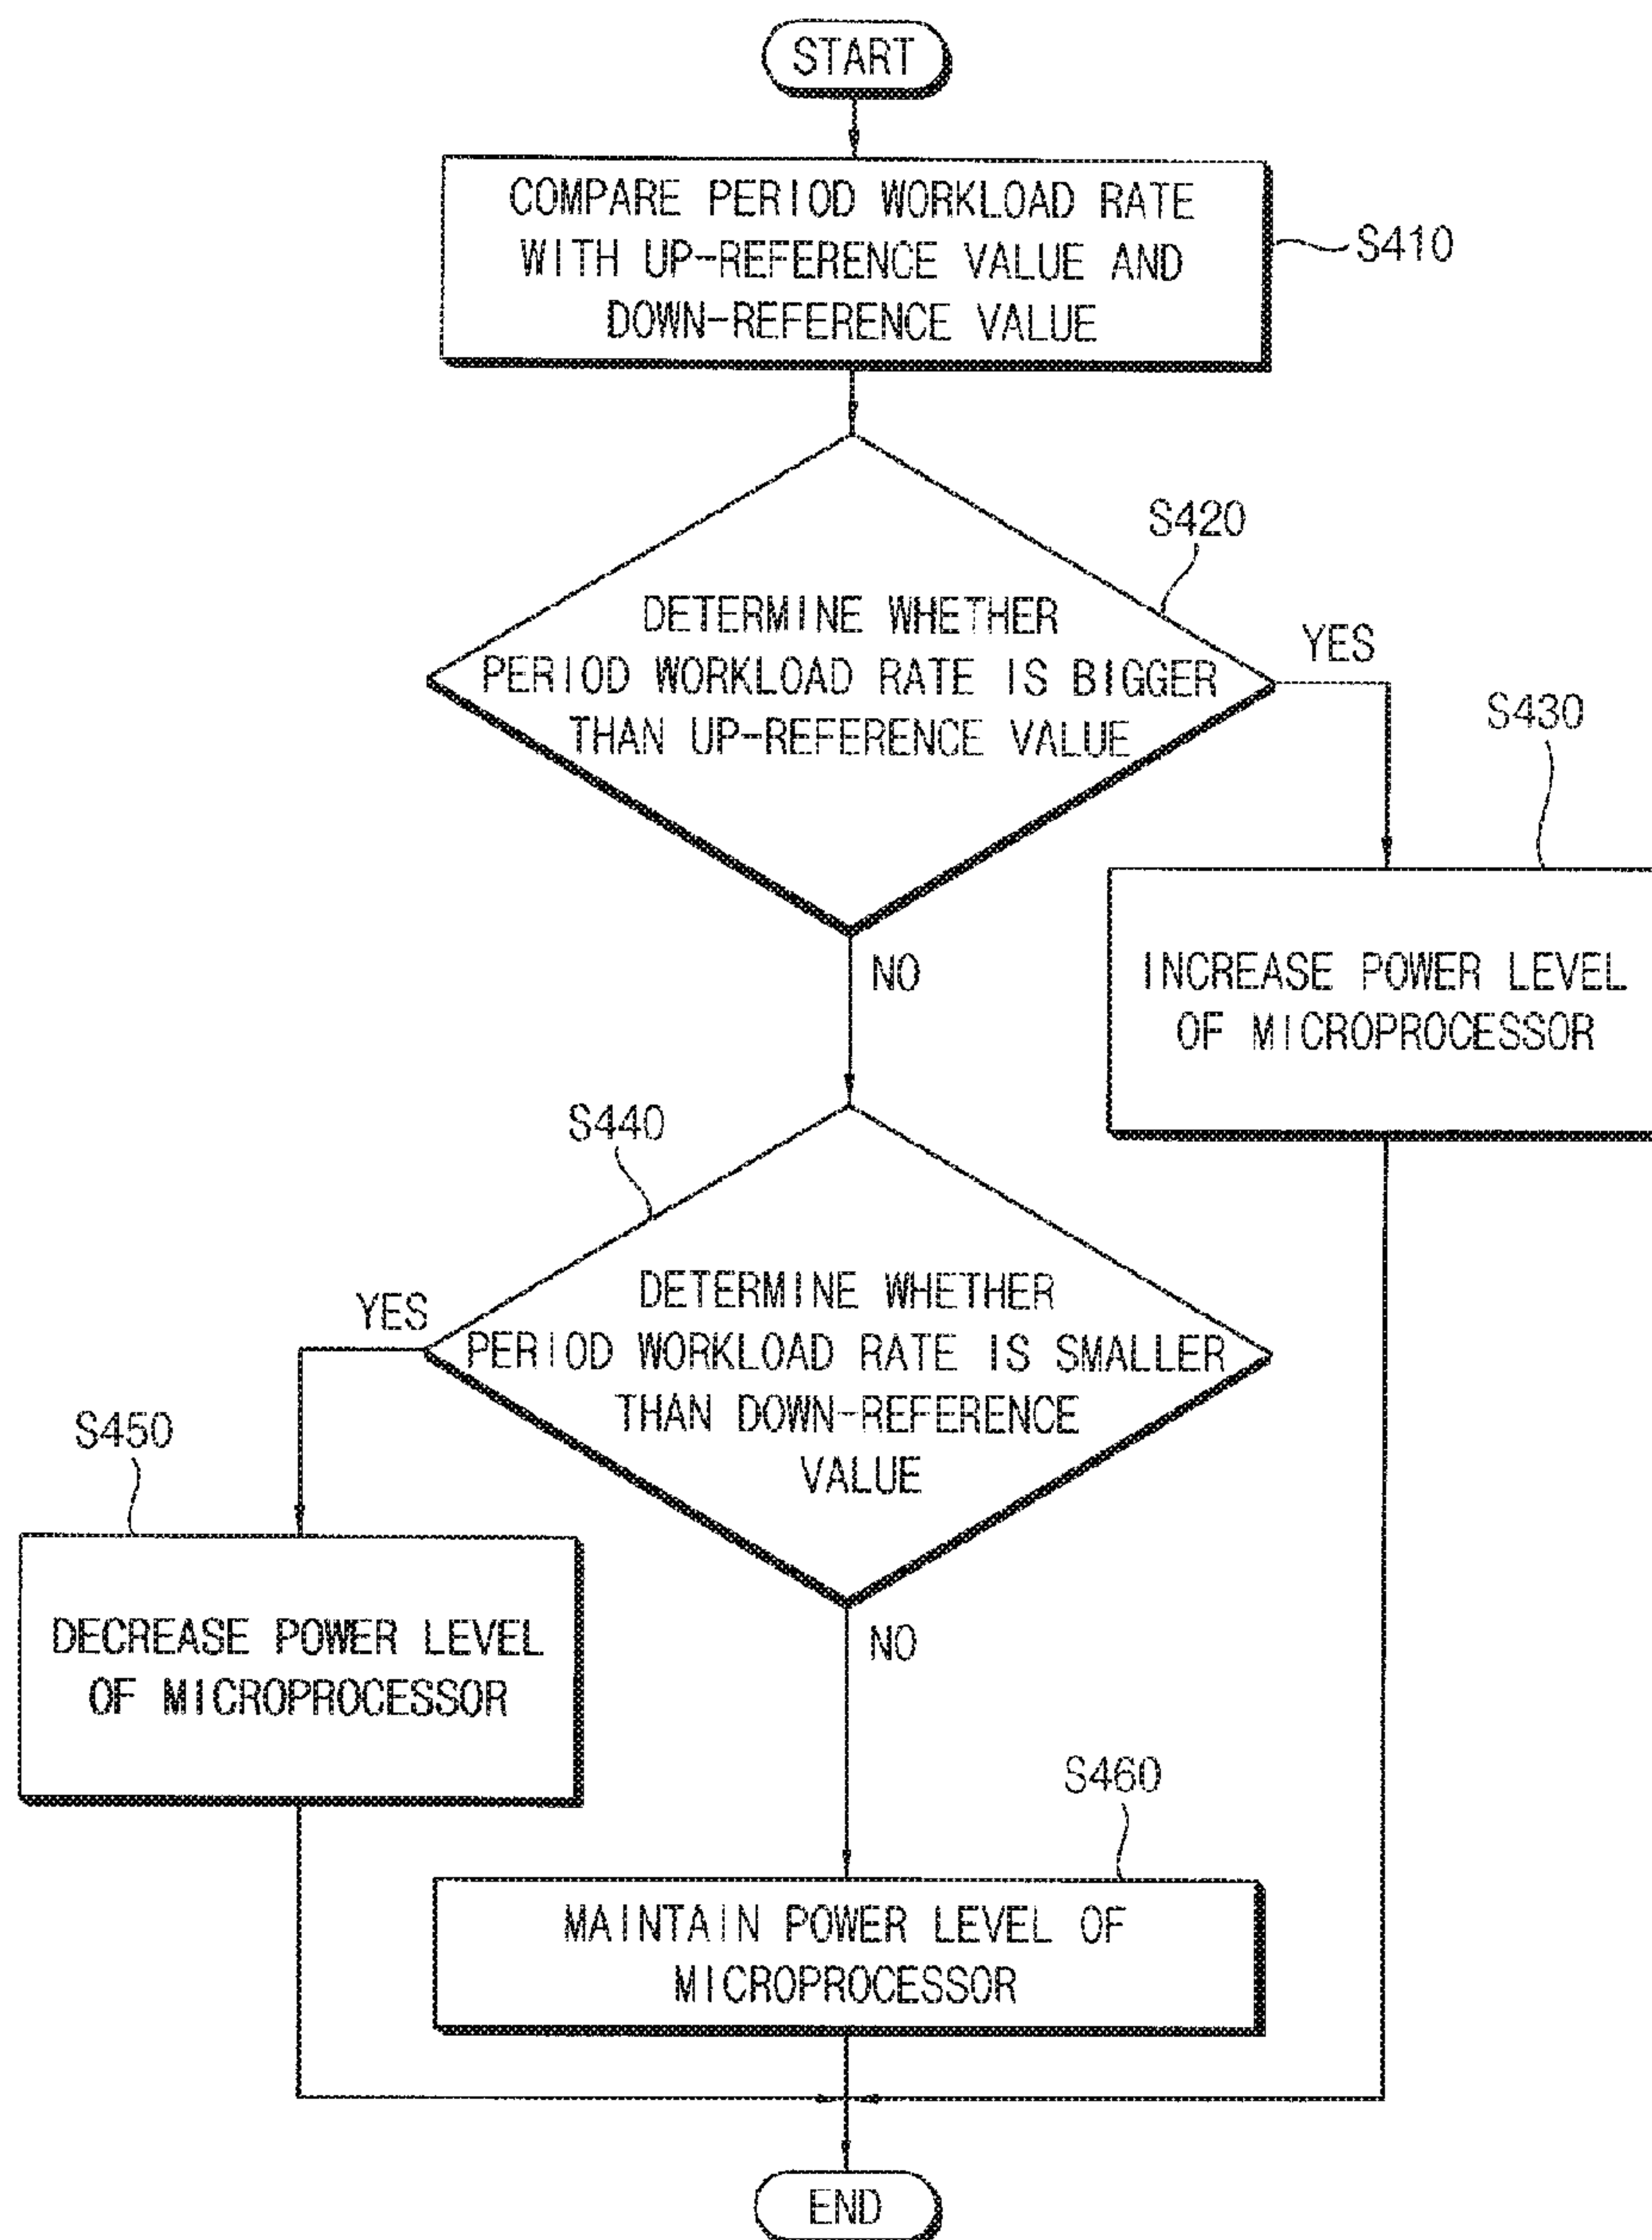 START
COMPARE PERIOD WORKLOAD RATE
WITH UP-REFERENCE VALUE AND
DOWN-REFERENCE VALUE
S410
S420
DETERMINE WHETHER
PERIOD WORKLOAD RATE IS BIGGER
THAN UP-REFERENCE VALUE
YES
S430
NO
INCREASE POWER LEVEL
OF MICROPROCESSOR
S440
DETERMINE WHETHER
PERIOD WORKLOAD RATE IS SMALLER
THAN DOWN-REFERENCE
VALUE
YES
S450
NO
DECREASE POWER LEVEL
OF MICROPROCESSOR
S460
MAINTAIN POWER LEVEL OF
MICROPROCESSOR
END